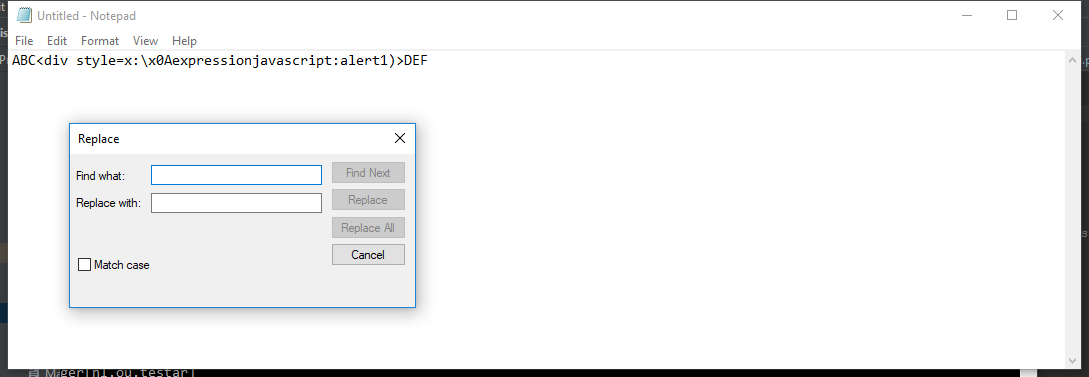 Untitled - Notepad
File Edit Format View Help
ABC<div style=x:\x0Aexpressionjavascript:alert1)>DEF
Replace
Find what:
Find Next
Replace with:
Replace
Replace All
Cancel
Match case